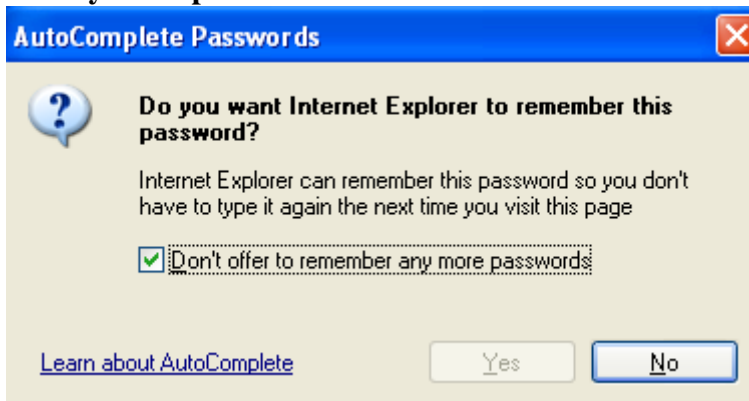 AutoComplete Passwords
Do you want Internet Explorer to remember this
password?
Internet Explorer can remember this password so you don't
have to type it again the next time you visit this page
Don't offer to remember any more passwords
Learn about AutoComplete
Yes
No